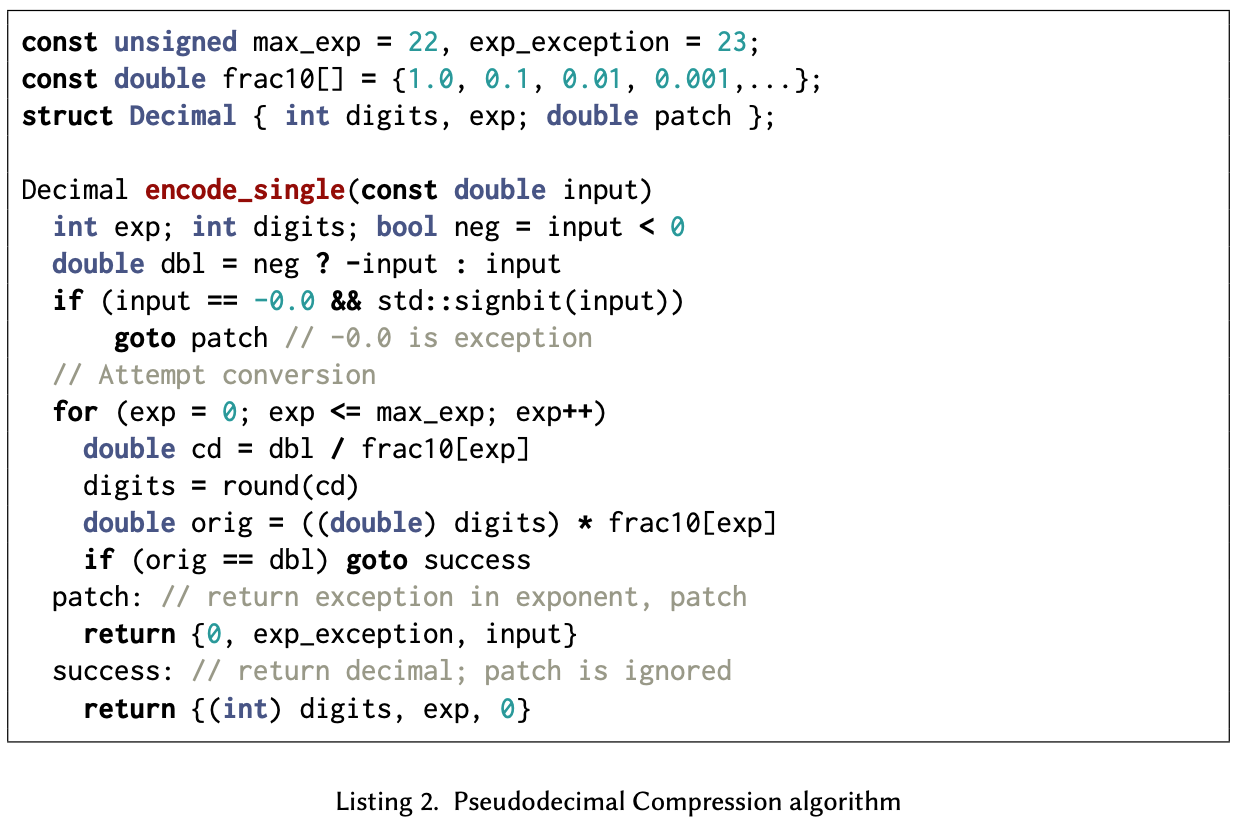 const unsigned max_exp = 22, exp_exception = 23;
const double frac10[] = {1.0, 0.1, 0.01, 0.001,...};
struct Decimal { int digits, exp; double patch };

Decimal encode_single(const double input)
  int exp; int digits; bool neg = input < 0
  double dbl = neg ? -input : input
  if (input == -0.0 && std::signbit(input))
      goto patch // -0.0 is exception
  // Attempt conversion
  for (exp = 0; exp <= max_exp; exp++)
    double cd = dbl / frac10[exp]
    digits = round(cd)
    double orig = ((double) digits) * frac10[exp]
    if (orig == dbl) goto success
  patch: // return exception in exponent, patch
    return {0, exp_exception, input}
  success: // return decimal; patch is ignored
    return {(int) digits, exp, 0}

Listing 2. Pseudodecimal Compression algorithm